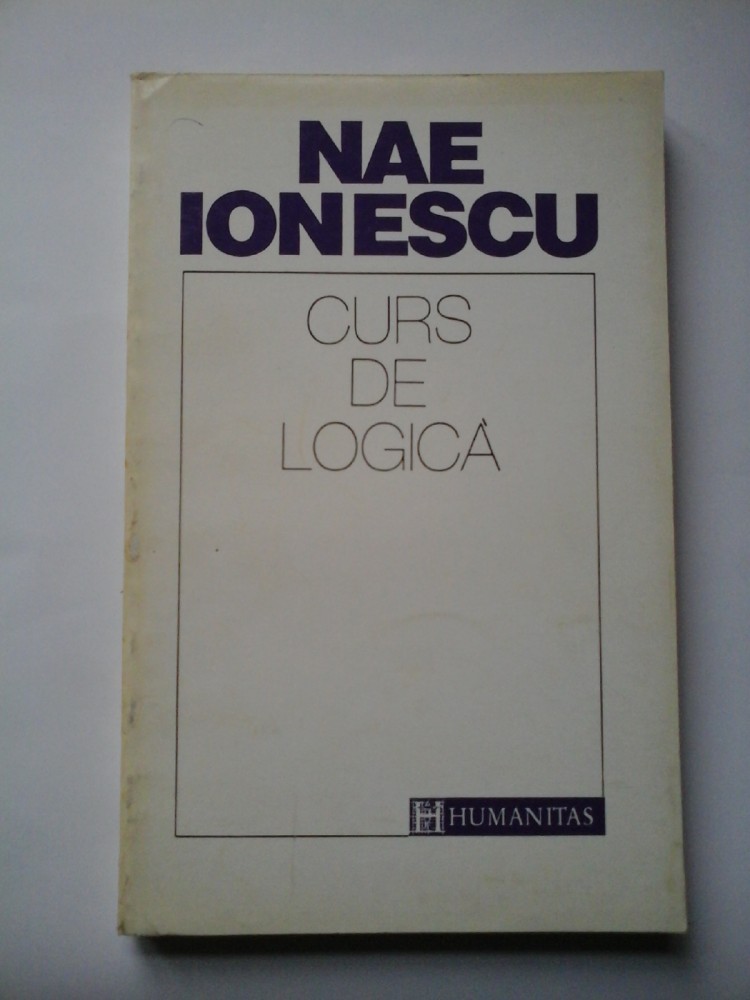 NAE
IONESCU
CURS
DE
LOGICĂ
H HUMANITAS